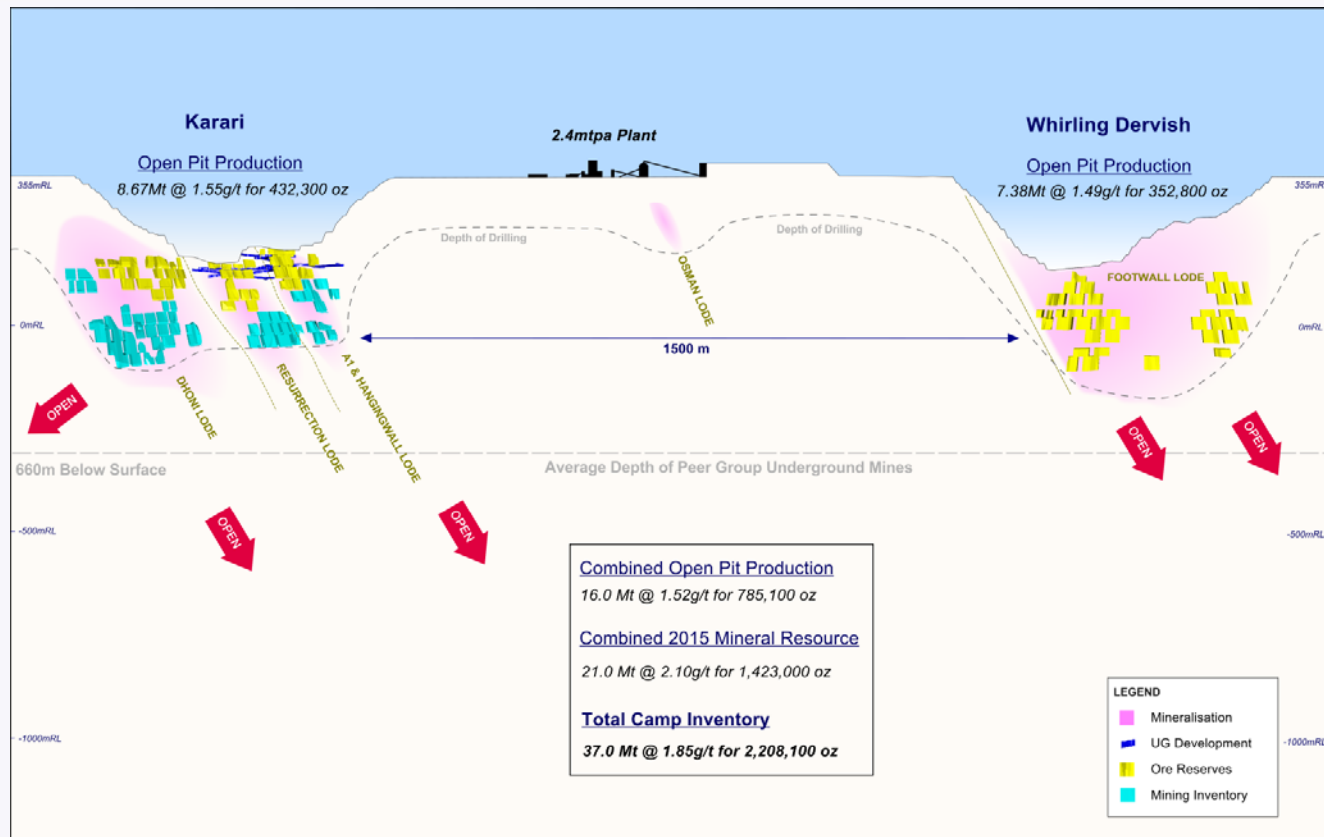 Karari
Open Pit Production
8.67Mt @ 1.55g/t for 432,300 oz
2.4mtpa Plant
Whirling Dervish
Open Pit Production
7.38Mt @ 1.49g/t for 352,800 oz
355mRL
355mRL
Depth of Drilling
Depth of Drilling
OSMAN LODE
FOOTWALL LODE
0mRL
0mRL
1500 m
DHONI LODE
RESURRECTION LODE
A1 & HANGINGWALL LODE
OPEN
OPEN
OPEN
660m Below Surface
Average Depth of Peer Group Underground Mines
OPEN
OPEN
-500mRL
-500mRL
Combined Open Pit Production
16.0 Mt @ 1.52g/t for 785,100 oz
Combined 2015 Mineral Resource
21.0 Mt @ 2.10g/t for 1,423,000 oz
Total Camp Inventory
37.0 Mt @ 1.85g/t for 2,208,100 oz
LEGEND
Mineralisation
UG Development
Ore Reserves
Mining Inventory
-1000mRL
-1000mRL